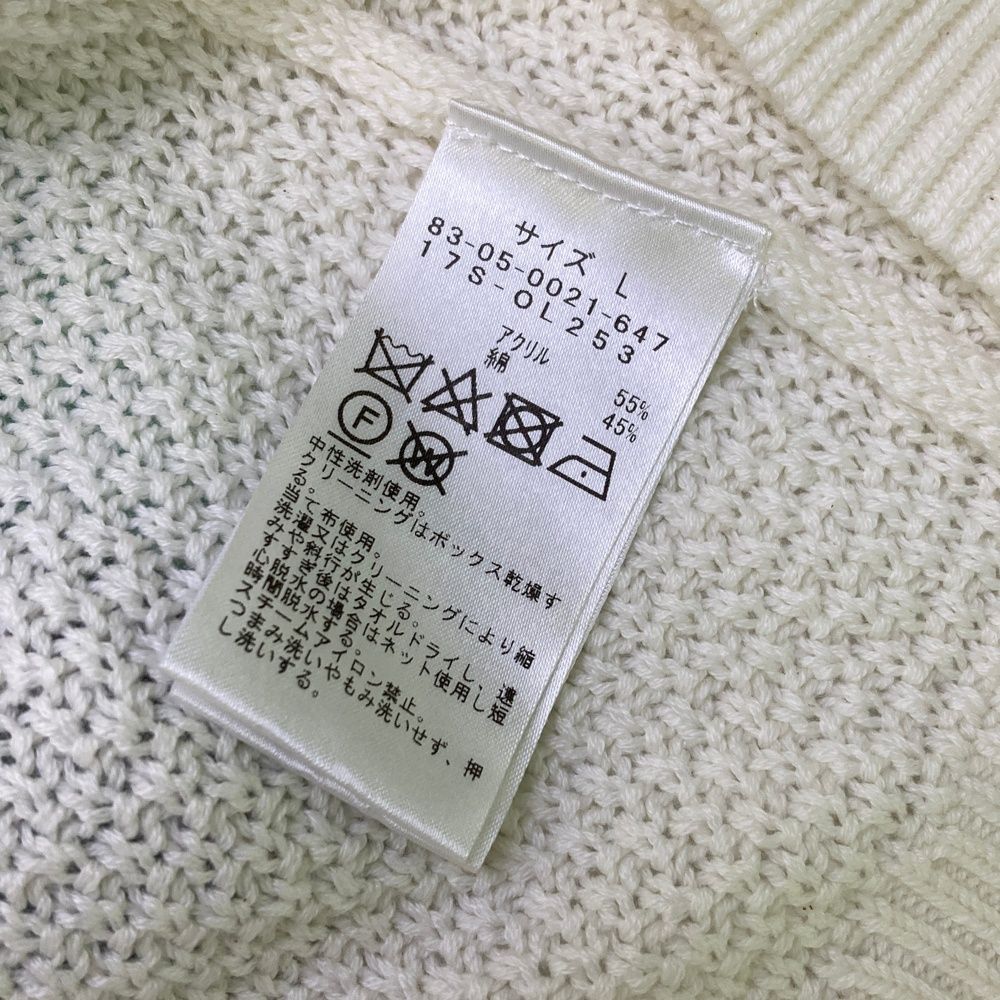 サイズ L
83-05-0021-647
17S-OL253
アクリル 55%
綿 45%
F W
中性洗剤使用。
クリーニングはボックス乾燥す
る。
当て布使用。
洗濯又はクリーニングにより縮
みや斜行が生じる。
すすぎ後はタオルドライし、遠
心脱水の場合はネット使用し短
時間脱水する。
スチームアイロン禁止。
つまみ洗いやもみ洗いせず、押
し洗いする。